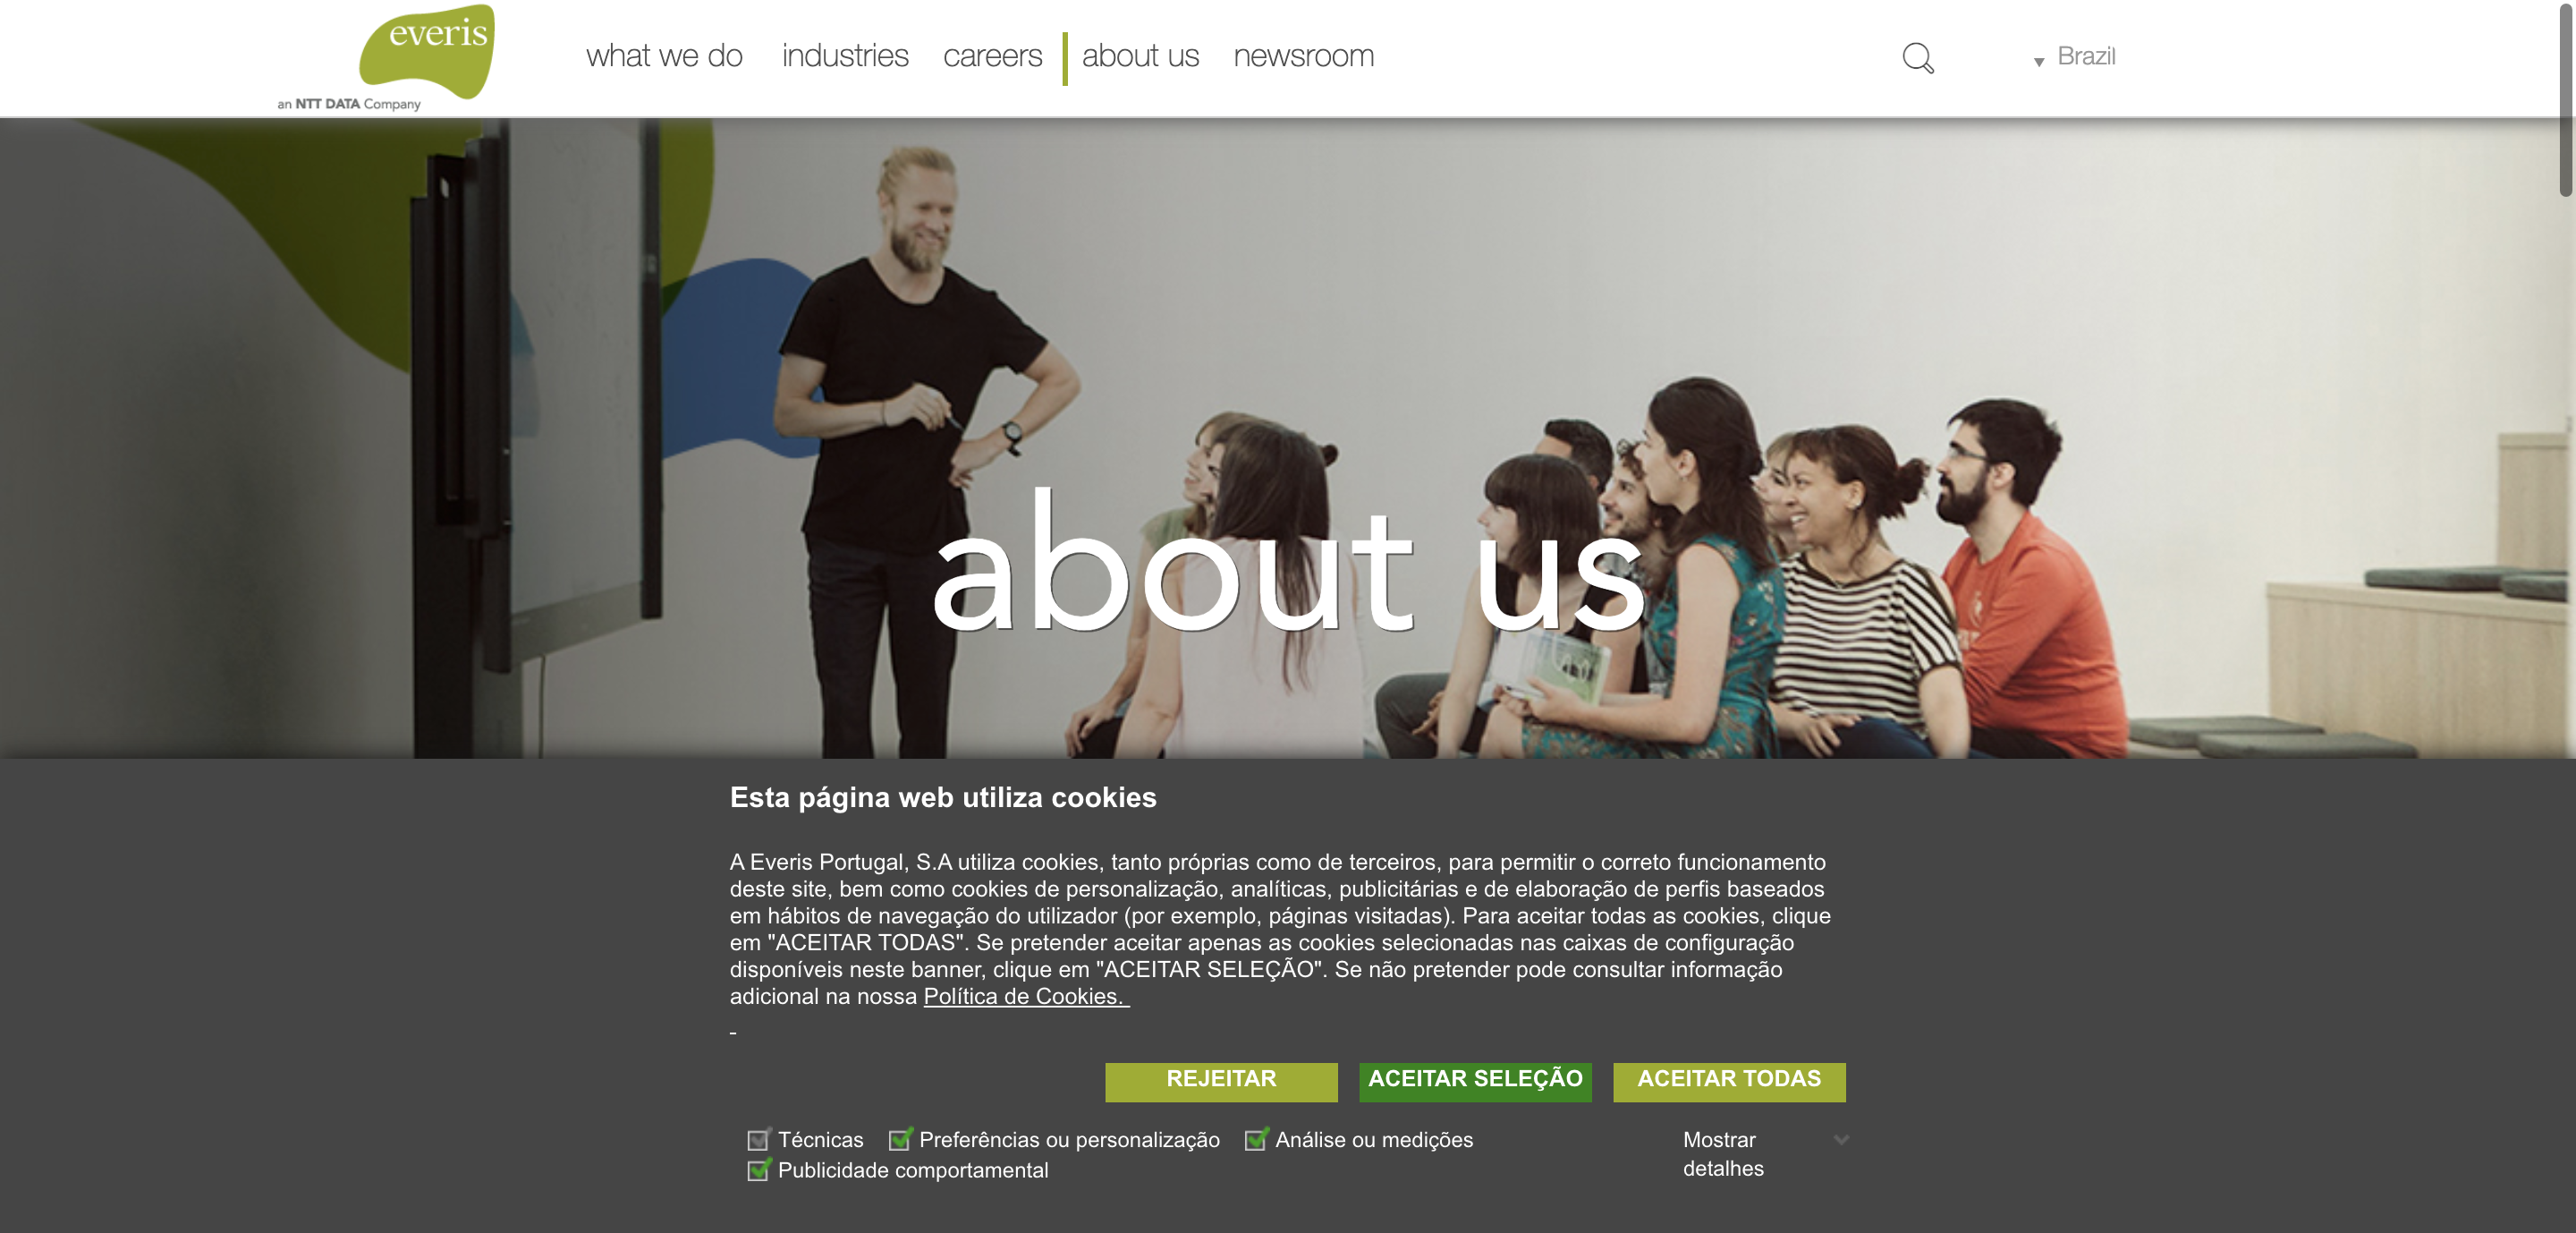 everis
an NTT DATA Company
what we do industries careers about us newsroom
Brazil
about us
Esta página web utiliza cookies
A Everis Portugal, S.A utiliza cookies, tanto próprias como de terceiros, para permitir o correto funcionamento
deste site, bem como cookies de personalização, analíticas, publicitárias e de elaboração de perfis baseados
em hábitos de navegação do utilizador (por exemplo, páginas visitadas). Para aceitar todas as cookies, clique
em "ACEITAR TODAS". Se pretender aceitar apenas as cookies selecionadas nas caixas de configuração
disponíveis neste banner, clique em "ACEITAR SELEÇÃO". Se não pretender pode consultar informação
adicional na nossa Política de Cookies.
REJEITAR ACEITAR SELEÇÃO ACEITAR TODAS
Técnicas Preferências ou personalização Análise ou medições
Publicidade comportamental
Mostrar
detalhes